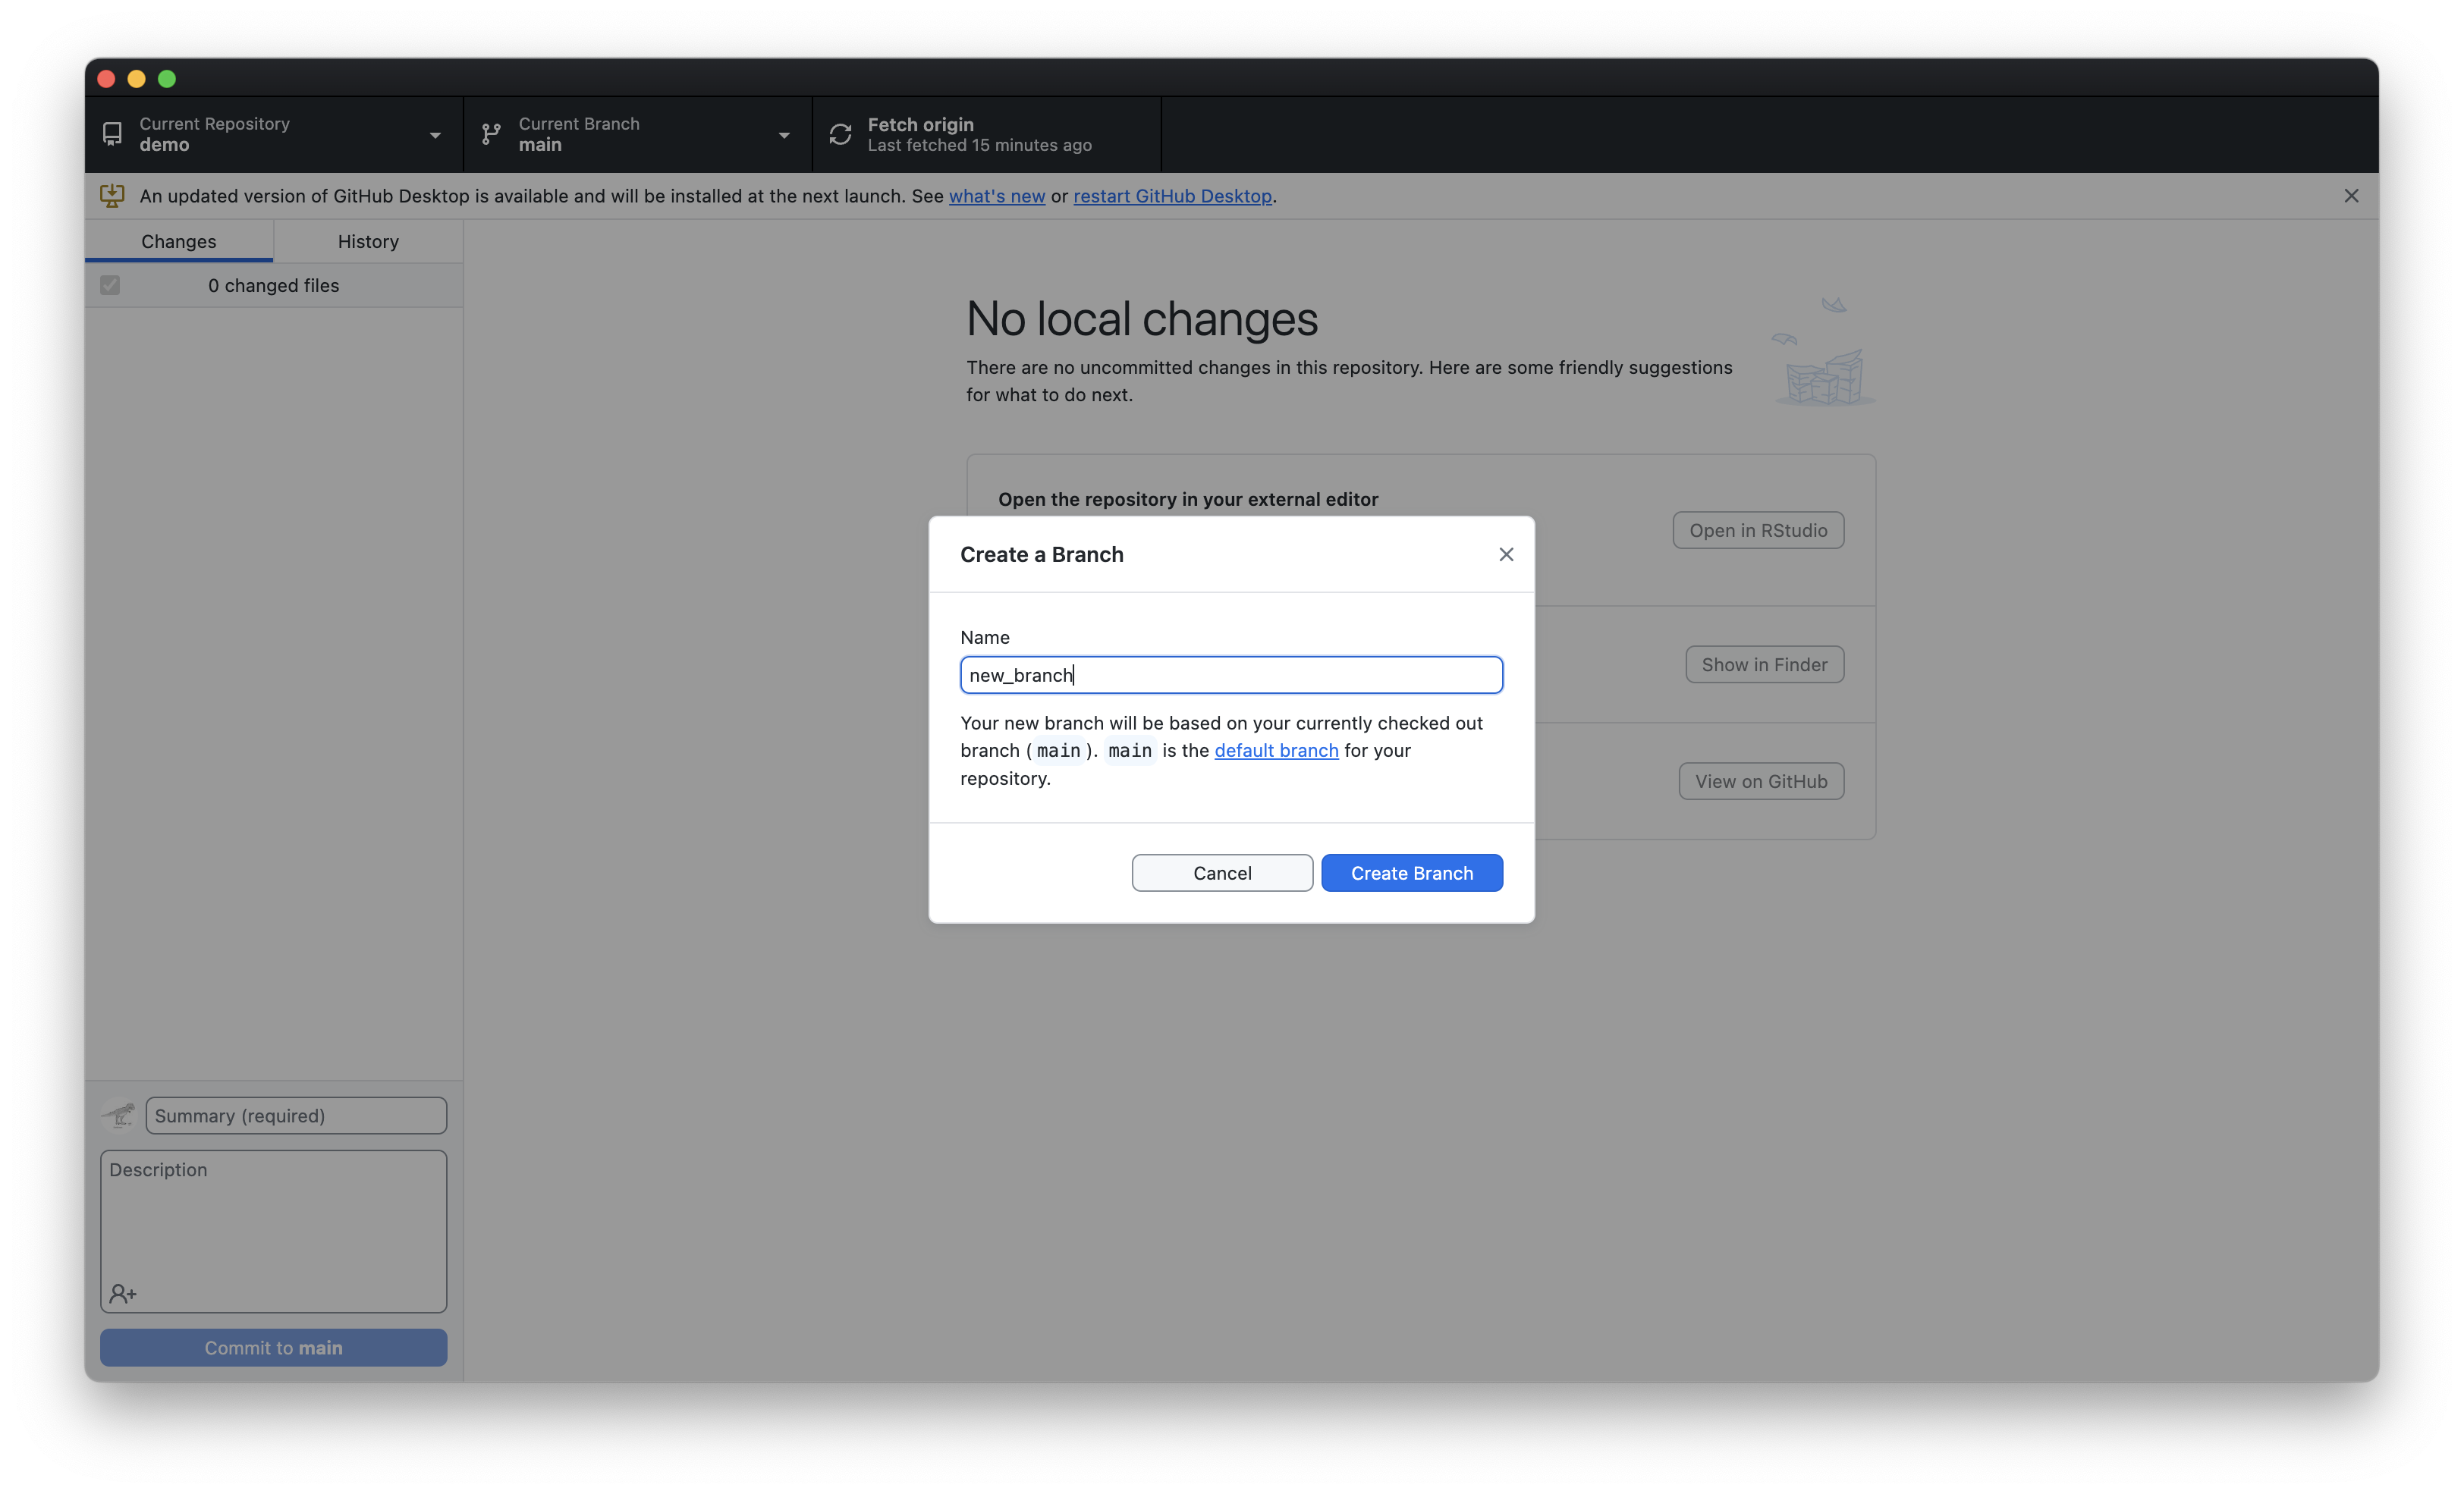 Current Repository
demo
Current Branch
main
Fetch origin
Last fetched 15 minutes ago
An updated version of GitHub Desktop is available and will be installed at the next launch. See what's new or restart GitHub Desktop.
Changes
History
0 changed files
No local changes
There are no uncommitted changes in this repository. Here are some friendly suggestions
for what to do next.
Open the repository in your external editor
Open in RStudio
Show in Finder
View on GitHub
Create a Branch
Name
new_branch
Your new branch will be based on your currently checked out
branch (main). main is the default branch for your
repository.
Cancel
Create Branch
Summary (required)
Description
Commit to main